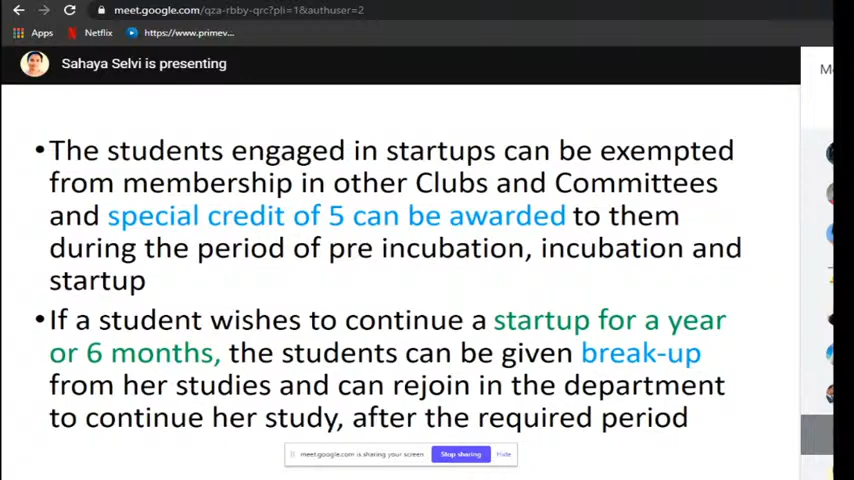 meet.google.com/qza-rbby-qrc?pli=1&authuser=2
Apps Netflix https://www.primev...
Sahaya Selvi is presenting
•The students engaged in startups can be exempted
from membership in other Clubs and Committees
and special credit of 5 can be awarded to them
during the period of pre incubation, incubation and
startup
•If a student wishes to continue a startup for a year
or 6 months, the students can be given break-up
from her studies and can rejoin in the department
to continue her study, after the required period
meet.google.com is sharing your screen Stop sharing Hide